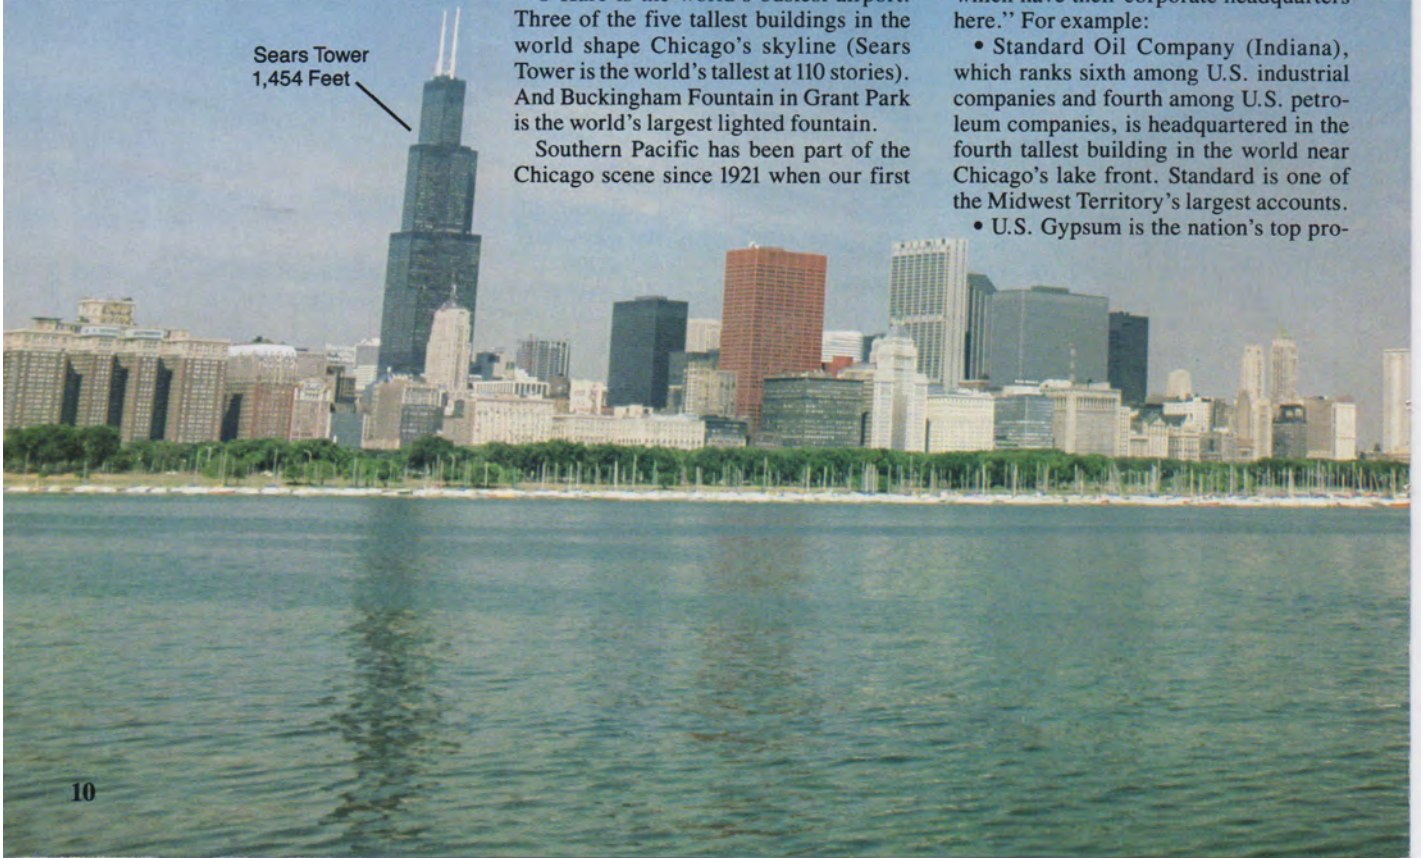 Sears Tower
1,454 Feet
Three of the five tallest buildings in the
world shape Chicago's skyline (Sears
Tower is the world's tallest at 110 stories).
And Buckingham Fountain in Grant Park
is the world's largest lighted fountain.
Southern Pacific has been part of the
Chicago scene since 1921 when our first
which have their corporate headquarters
here.” For example:
• Standard Oil Company (Indiana),
which ranks sixth among U.S. industrial
companies and fourth among U.S. petro-
leum companies, is headquartered in the
fourth tallest building in the world near
Chicago's lake front. Standard is one of
the Midwest Territory's largest accounts.
• U.S. Gypsum is the nation's top pro-
10